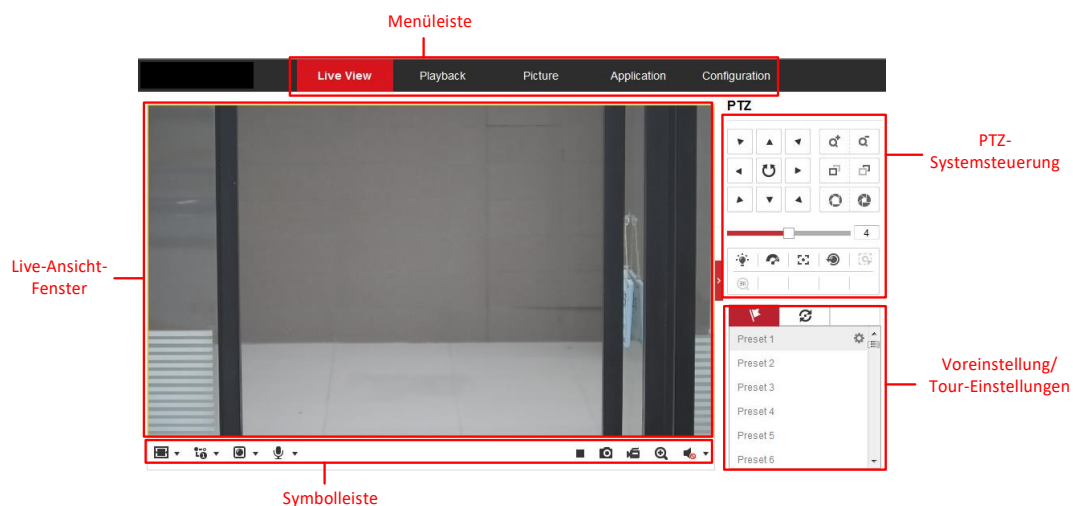 Menüleiste
Live View Playback Picture Application Configuration
PTZ
PTZ-
Systemsteuerung
4
Live-Ansicht-
Fenster
Preset 1
Preset 2
Preset 3
Preset 4
Preset 5
Preset 6
Voreinstellung/
Tour-Einstellungen
Symbolleiste